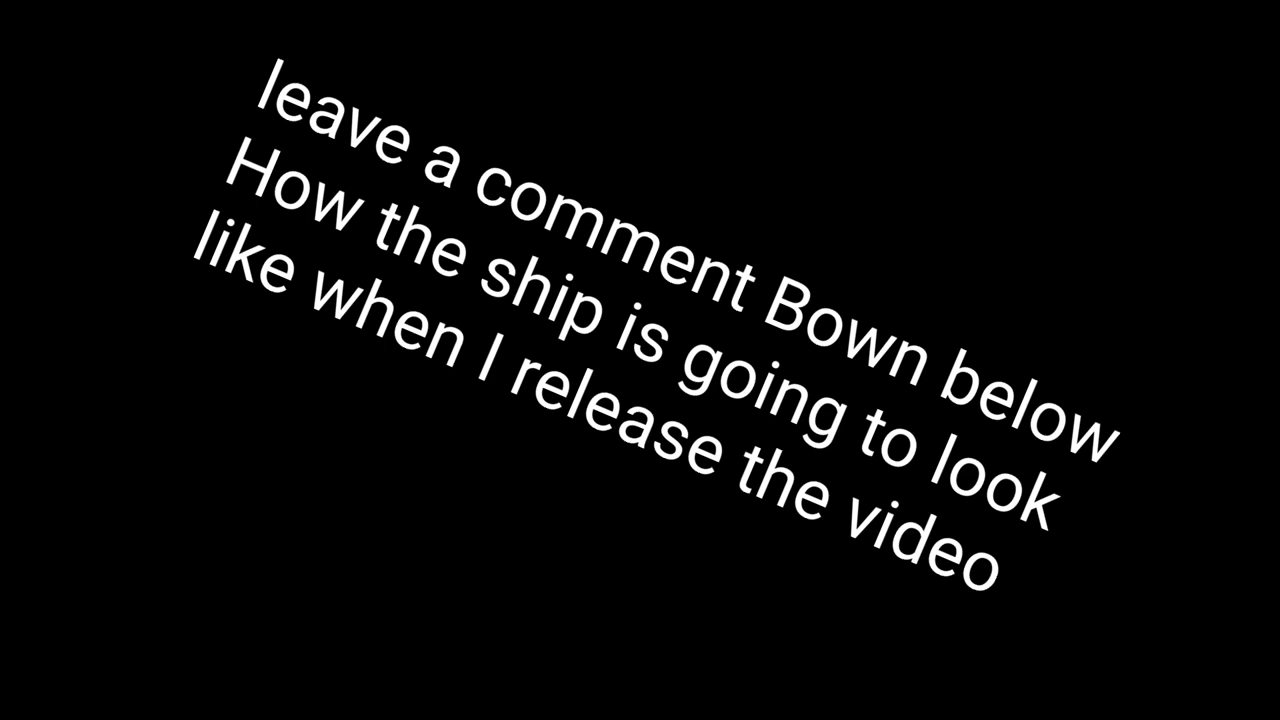 leave a comment Bown below
How the ship is going to look
like when I release the video